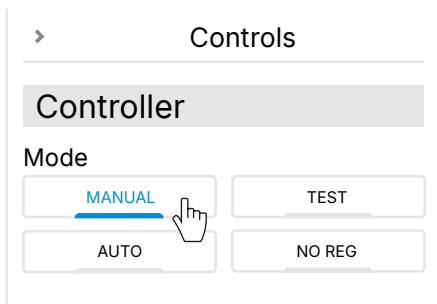 Controls
Controller
Mode
MANUAL TEST
AUTO NO REG